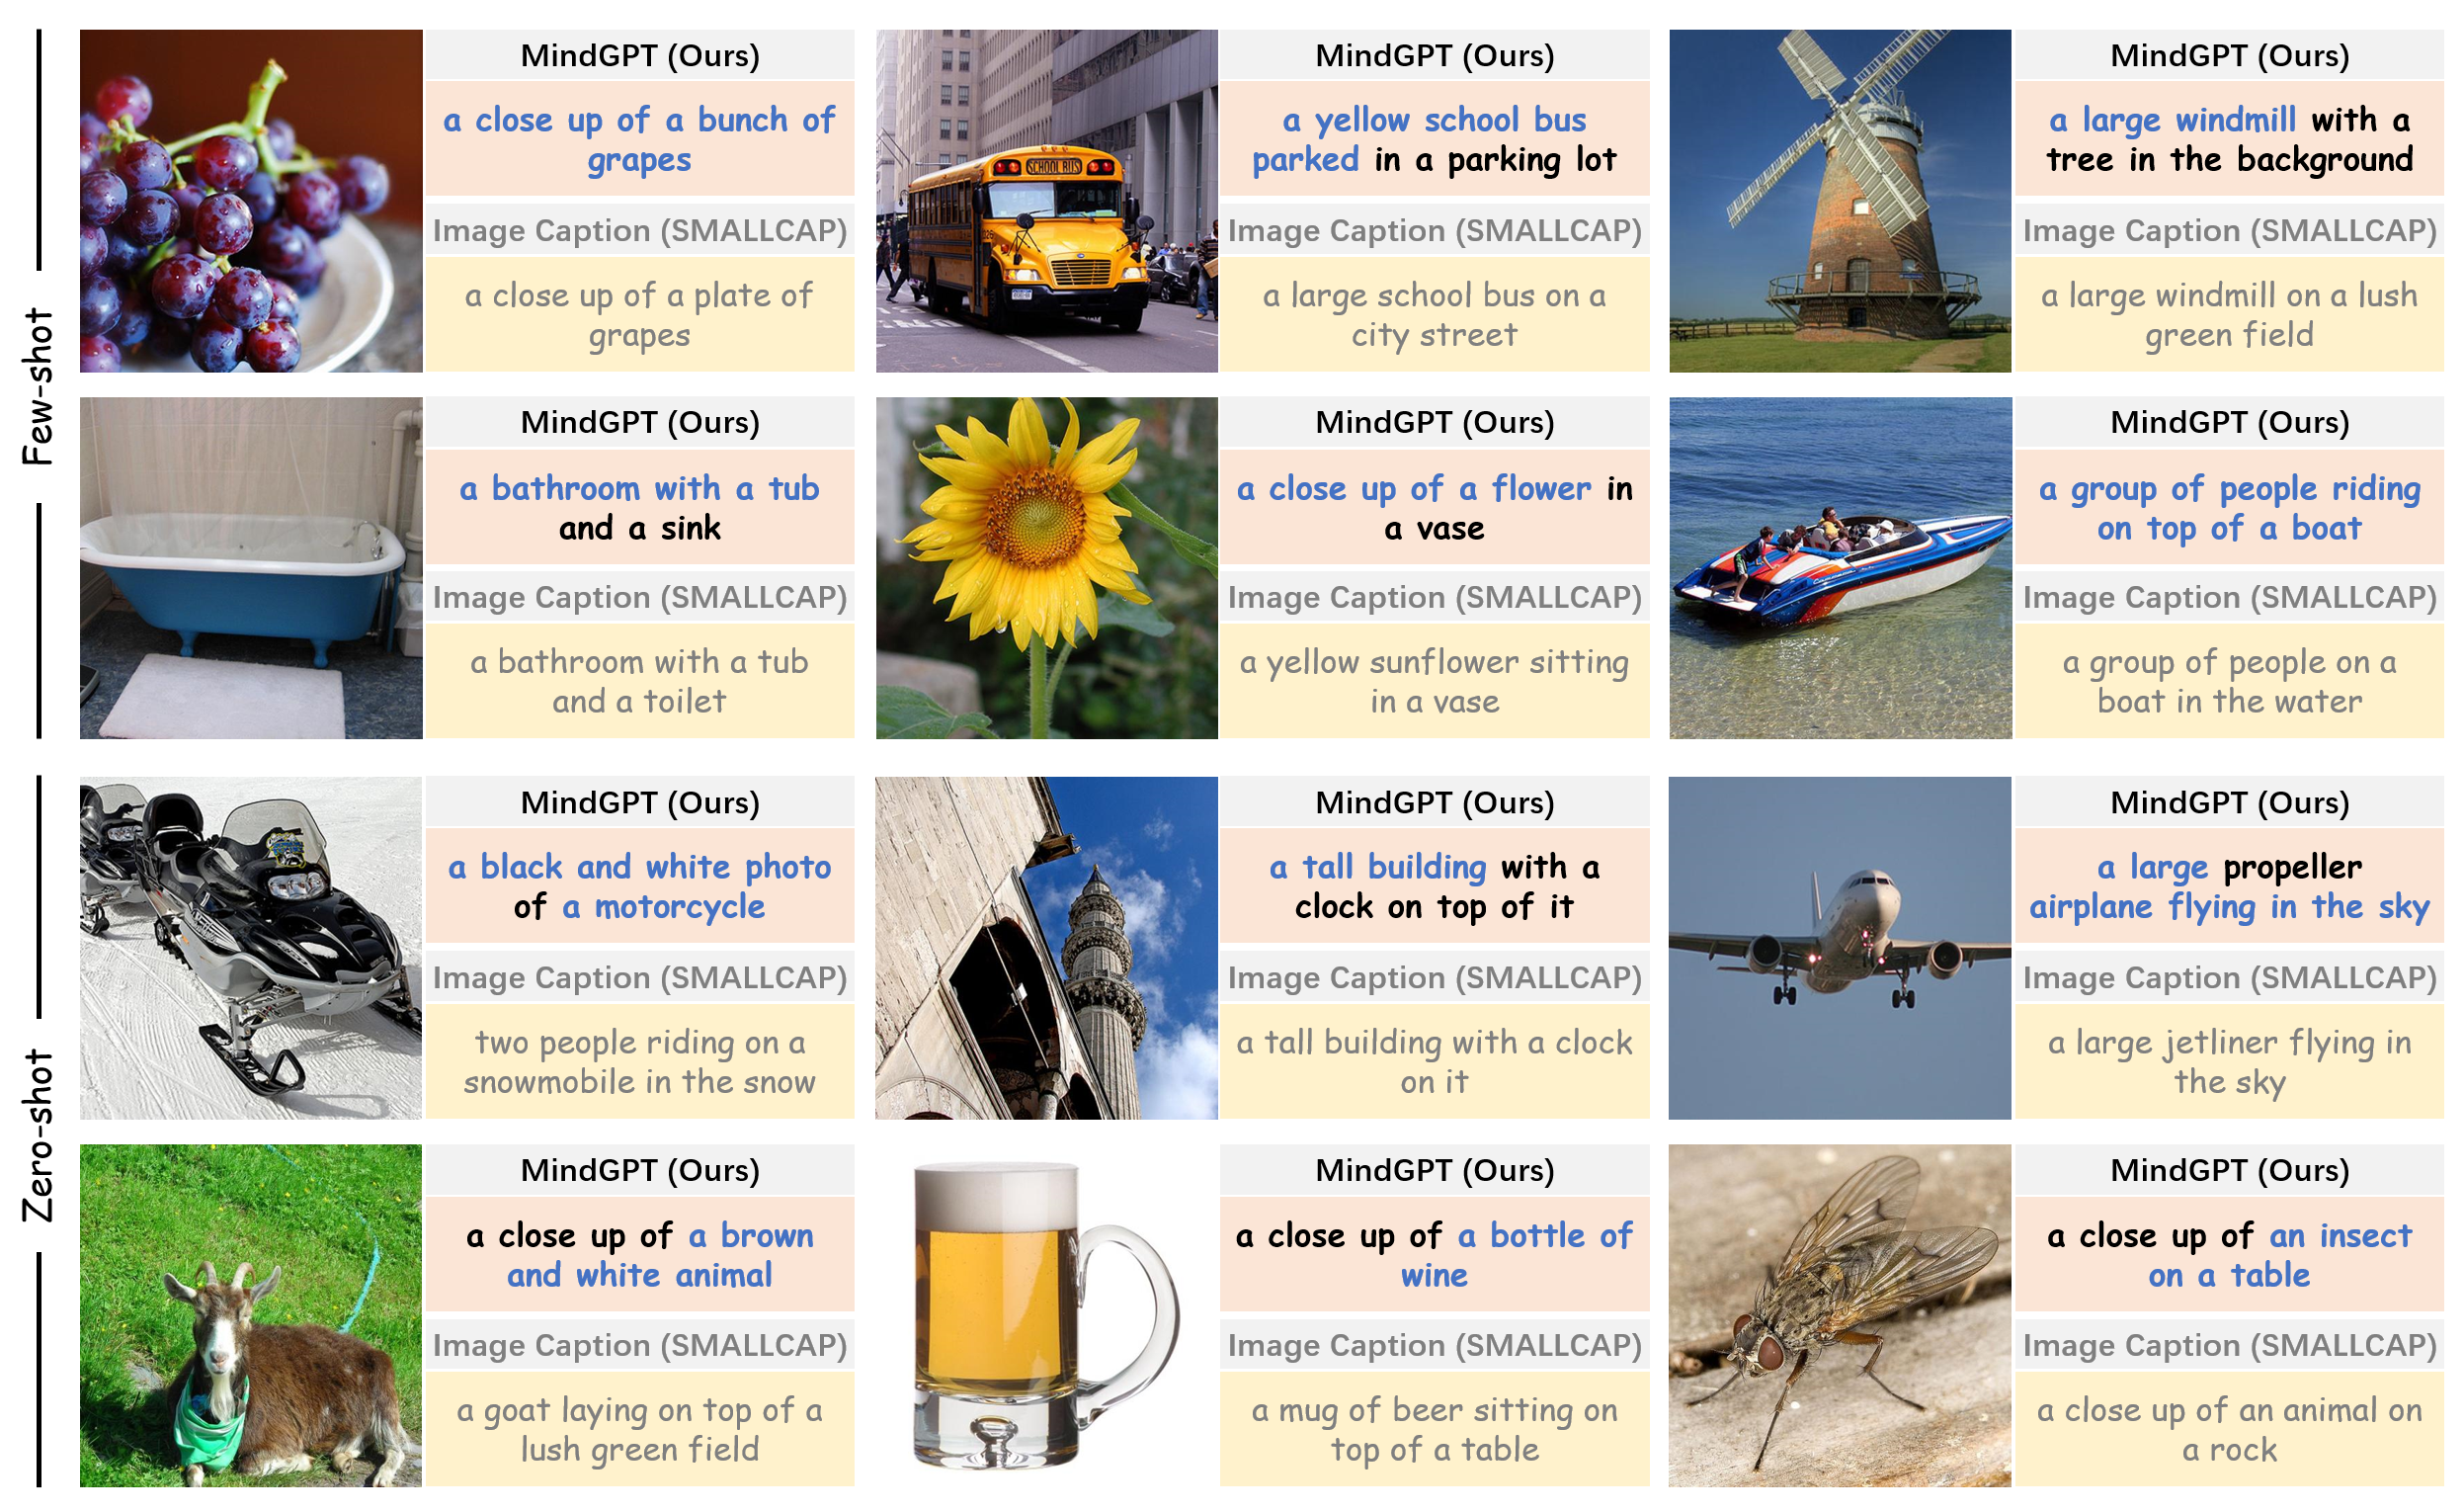 Few-shot
MindGPT (Ours)
a close up of a bunch of
grapes
Image Caption (SMALLCAP)
a close up of a plate of
grapes
SCHOOL BUS
MindGPT (Ours)
a yellow school bus
parked in a parking lot
Image Caption (SMALLCAP)
a large school bus on a
city street
MindGPT (Ours)
a large windmill with a
tree in the background
Image Caption (SMALLCAP)
a large windmill on a lush
green field
MindGPT (Ours)
a bathroom with a tub
and a sink
Image Caption (SMALLCAP)
a bathroom with a tub
and a toilet
MindGPT (Ours)
a close up of a flower in
a vase
Image Caption (SMALLCAP)
a yellow sunflower sitting
in a vase
MindGPT (Ours)
a group of people riding
on top of a boat
Image Caption (SMALLCAP)
a group of people on a
boat in the water
Zero-shot
MindGPT (Ours)
a black and white photo
of a motorcycle
Image Caption (SMALLCAP)
two people riding on a
snowmobile in the snow
MindGPT (Ours)
a tall building with a
clock on top of it
Image Caption (SMALLCAP)
a tall building with a clock
on it
MindGPT (Ours)
a large propeller
airplane flying in the sky
Image Caption (SMALLCAP)
a large jetliner flying in
the sky
MindGPT (Ours)
a close up of a brown
and white animal
Image Caption (SMALLCAP)
a goat laying on top of a
lush green field
MindGPT (Ours)
a close up of a bottle of
wine
Image Caption (SMALLCAP)
a mug of beer sitting on
top of a table
MindGPT (Ours)
a close up of an insect
on a table
Image Caption (SMALLCAP)
a close up of an animal on
a rock